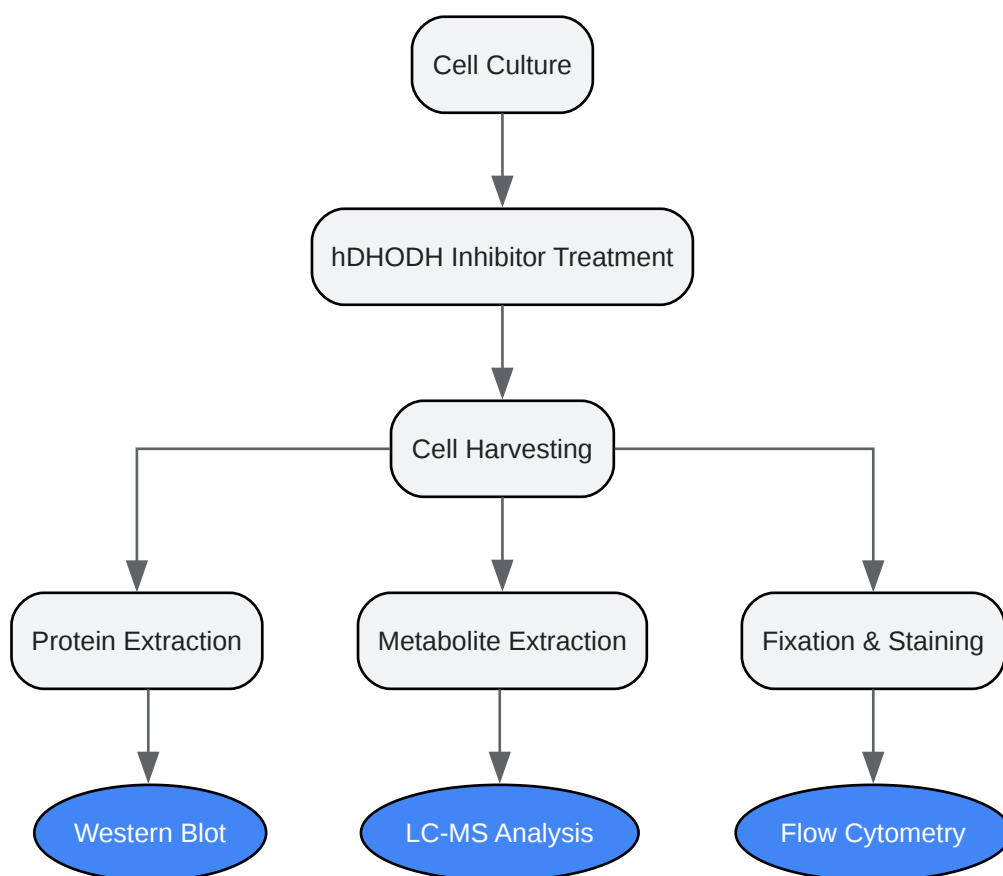 Cell Culture
hDHODH Inhibitor Treatment
Cell Harvesting
Protein Extraction
Metabolite Extraction
Fixation & Staining
Western Blot
LC-MS Analysis
Flow Cytometry